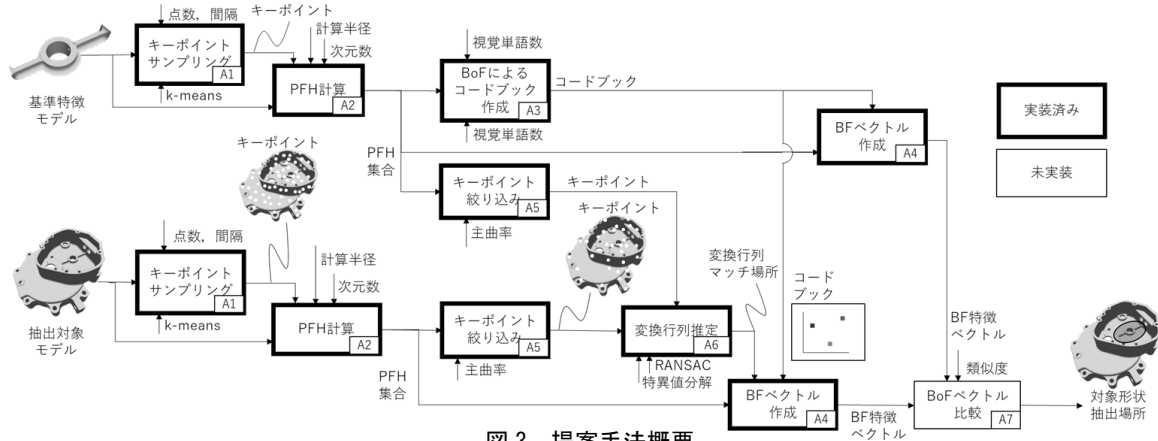 点数，間隔
キーポイント
キーポイント
サンプリング
A1
k-means
基準特徴
モデル
計算半径
次元数
PFH計算
A2
視覚単語数
BoFによる
コードブック
作成
A3
視覚単語数
コードブック
BFベクトル
作成
A4
実装済み
未実装
PFH
集合
キーポイント
絞り込み
A5
主曲率
キーポイント
キーポイント
点数，間隔
キーポイント
サンプリング
A1
k-means
抽出対象
モデル
計算半径
次元数
PFH計算
A2
キーポイント
絞り込み
A5
主曲率
キーポイント
PFH
集合
変換行列推定
A6
RANSAC
特異値分解
変換行列
マッチ場所
コード
ブック
BFベクトル
作成
A4
BF特徴
ベクトル
BF特徴
ベクトル
類似度
BoFベクトル
比較
A7
対象形状
抽出場所
図2　提案手法概要